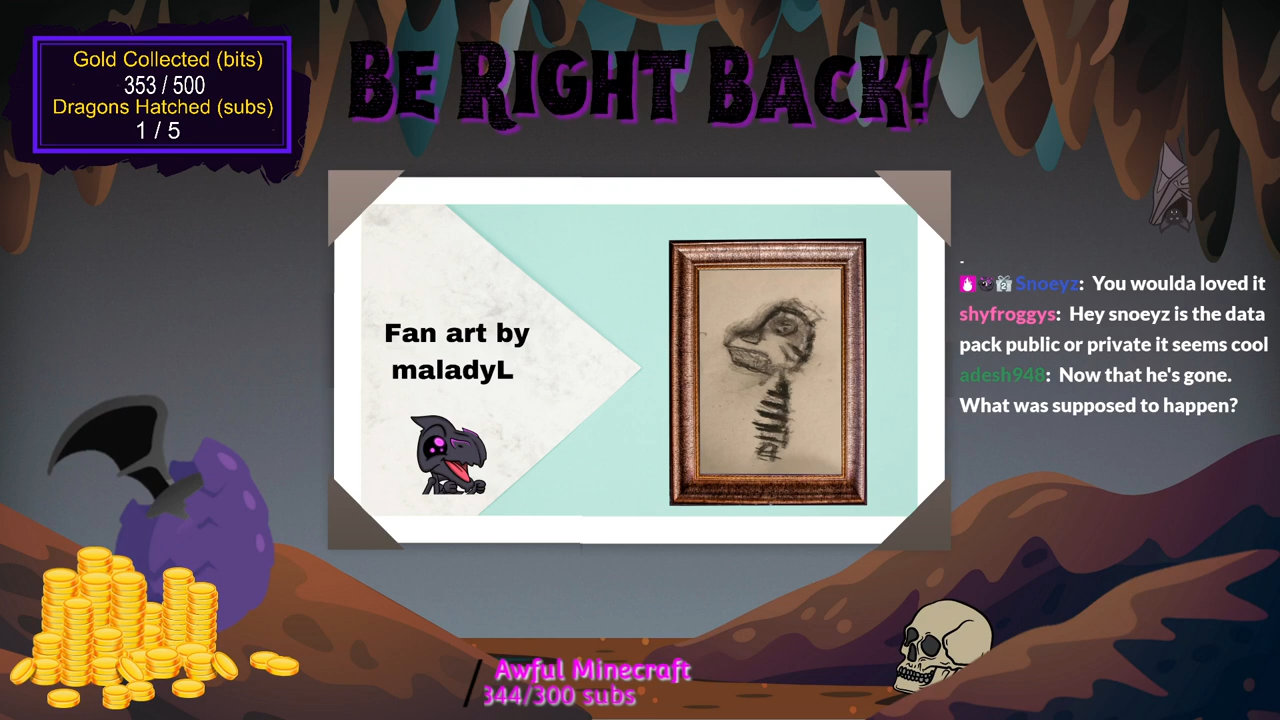 Gold Collected (bits)
353 / 500
Dragons Hatched (subs)
1 / 5
BE RIGHT BACK!
Fan art by
maladyL
.
2
Snoeyz: You woulda loved it
shyfroggys: Hey snoeyz is the data
pack public or private it seems cool
adesh948: Now that he's gone.
What was supposed to happen?
/ Awful Minecraft
344/300 subs